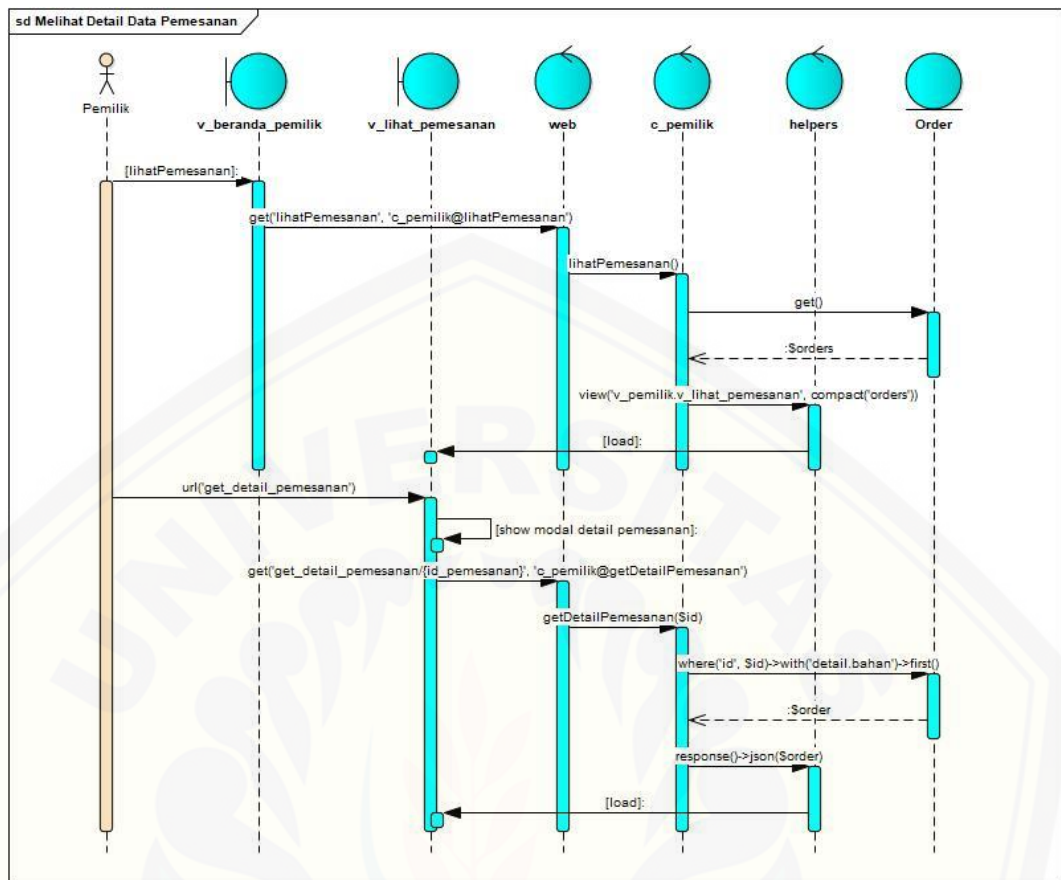 sd Melihat Detail Data Pemesanan
Pemilik
v_beranda_pemilik
v_lihat_pemesanan
web
c_pemilik
helpers
Order
[lihatPemesanan]:
get('lihatPemesanan', 'c_pemilik@lihatPemesanan')
lihatPemesanan()
get()
:$orders
view('v_pemilik.v_lihat_pemesanan', compact('orders'))
[load]:
url('get_detail_pemesanan')
[show modal detail pemesanan]:
get('get_detail_pemesanan/{id_pemesanan}', 'c_pemilik@getDetailPemesanan')
getDetailPemesanan($id)
where('id', $id)->with('detail.bahan')->first()
:$order
response()->json($order)
[load]:
UNIVERSITAS